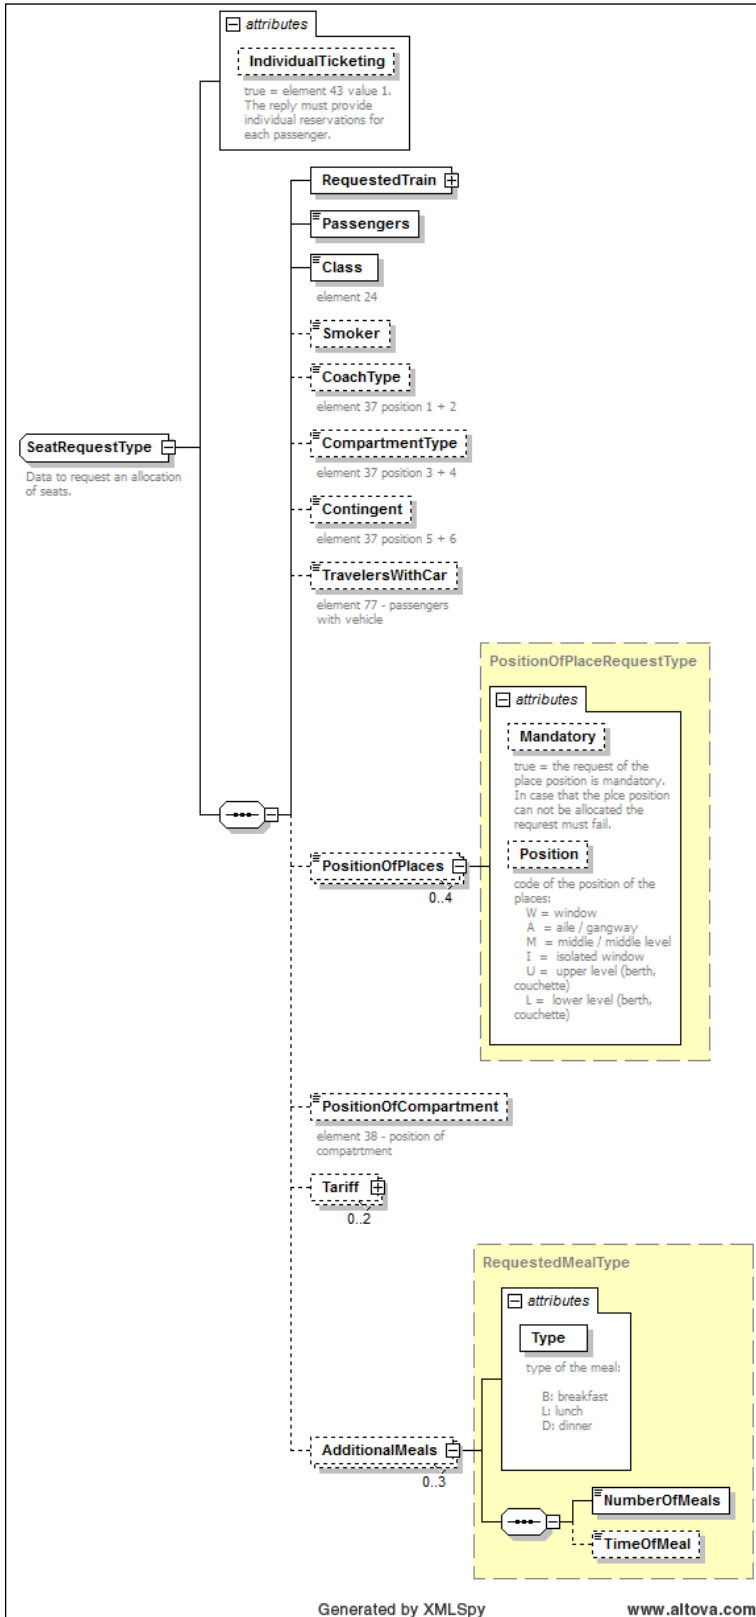 attributes
IndividualTicketing
true = element 43 value 1.
The reply must provide
individual reservations for
each passenger.
RequestedTrain
Passengers
Class
element 24
Smoker
CoachType
element 37 position 1 + 2
SeatRequestType
Data to request an allocation
of seats.
CompartmentType
element 37 position 3 + 4
Contingent
element 37 position 5 + 6
TravelersWithCar
element 77 - passengers
with vehicle
PositionOfPlaceRequestType
attributes
Mandatory
true = the request of the
place position is mandatory.
In case that the plce position
can not be allocated the
requrest must fail.
Position
code of the position of the
places:
W = window
A = aile / gangway
M = middle / middle level
I = isolated window
U = upper level (berth,
couchette)
L = lower level (berth,
couchette)
PositionOfPlaces
0..4
PositionOfCompartment
element 38 - position of
compatrtment
Tariff
0..2
RequestedMealType
attributes
Type
type of the meal:
B: breakfast
L: lunch
D: dinner
AdditionalMeals
0..3
NumberOfMeals
TimeOfMeal
Generated by XMLSpy www.altova.com